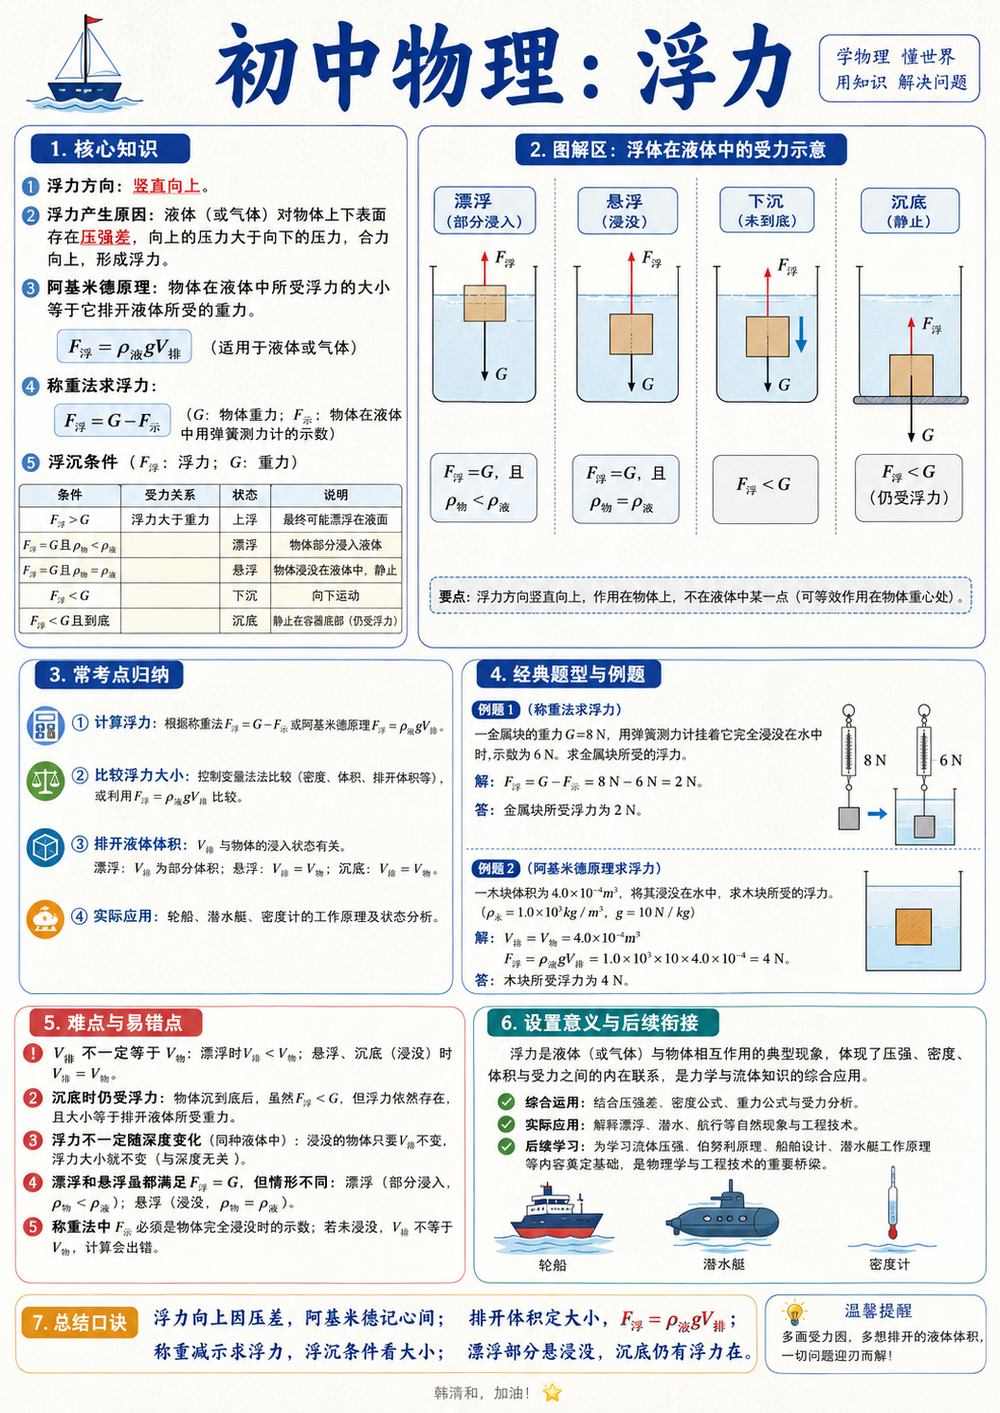 初中物理：浮力
学物理 懂世界
用知识 解决问题
1. 核心知识
1 浮力方向：竖直向上。
2 浮力产生原因：液体（或气体）对物体上下表面
存在压强差，向上的压力大于向下的压力，合力
向上，形成浮力。
3 阿基米德原理：物体在液体中所受浮力的大小
等于它排开液体所受的重力。
F浮 = ρ液gV排 （适用于液体或气体）
4 称重法求浮力：
F浮 = G − F示
（G：物体重力；F示：物体在液体
中用弹簧测力计的示数）
5 浮沉条件（F浮：浮力；G：重力）
条件 受力关系 状态 说明
F浮 > G 浮力大于重力 上浮 最终可能漂浮在液面
F浮 = G 且 ρ物 < ρ液 漂浮 物体部分浸入液体
F浮 = G 且 ρ物 = ρ液 悬浮 物体浸没在液体中，静止
F浮 < G 下沉 向下运动
F浮 < G 且到底 沉底 静止在容器底部（仍受浮力）
2. 图解区：浮体在液体中的受力示意
漂浮
（部分浸入）
F浮
G
F浮 =G，且
ρ物 < ρ液
悬浮
（浸没）
F浮
G
F浮 =G，且
ρ物 = ρ液
下沉
（未到底）
F浮
G
F浮 < G
沉底
（静止）
F浮
G
F浮 < G
（仍受浮力）
要点：浮力方向竖直向上，作用在物体上，不在液体中某一点（可等效作用在物体重心处）。
3. 常考点归纳
① 计算浮力：根据称重法F浮 = G − F示 或阿基米德原理F浮 = ρ液gV排。
② 比较浮力大小：控制变量法法比较（密度、体积、排开体积等），
或利用F浮 = ρ液gV排 比较。
③ 排开液体体积：V排 与物体的浸入状态有关。
漂浮：V排 为部分体积；悬浮：V排 = V物；沉底：V排 = V物。
④ 实际应用：轮船、潜水艇、密度计的工作原理及状态分析。
4. 经典题型与例题
例题1（称重法求浮力）
一金属块的重力G=8 N，用弹簧测力计挂着它完全浸没在水中
时,示数为 6 N。求金属块所受的浮力。
解：F浮 = G − F示 = 8 N − 6 N = 2 N。
答：金属块所受浮力为 2 N。
8 N
6 N
例题2（阿基米德原理求浮力）
一木块体积为4.0×10⁻⁴m³，将其浸没在水中，求木块所受的浮力。
（ρ水 = 1.0×10³kg / m³，g = 10 N / kg）
解：V排 = V物 = 4.0×10⁻⁴m³
F浮 = ρ液gV排 = 1.0×10³×10×4.0×10⁻⁴ = 4 N。
答：木块所受浮力为 4 N。
5. 难点与易错点
! V排 不一定等于 V物：漂浮时V排 < V物；悬浮、沉底（浸没）时
V排 = V物。
2 沉底时仍受浮力：物体沉到底后，虽然F浮 < G，但浮力依然存在，
且大小等于排开液体所受重力。
3 浮力不一定随深度变化（同种液体中）：浸没的物体只要V排不变，
浮力大小就不变（与深度无关 ）。
4 漂浮和悬浮虽都满足F浮 = G，但情形不同：漂浮（部分浸入，
ρ物 < ρ液）；悬浮（浸没，ρ物 = ρ液）。
5 称重法中 F示 必须是物体完全浸没时的示数；若未浸没，V排 不等于
V物，计算会出错。
6. 设置意义与后续衔接
浮力是液体（或气体）与物体相互作用的典型现象，体现了压强、密度、
体积与受力之间的内在联系，是力学与流体知识的综合应用。
综合运用：结合压强差、密度公式、重力公式与受力分析。
实际应用：解释漂浮、潜水、航行等自然现象与工程技术。
后续学习：为学习流体压强、伯努利原理、船舶设计、潜水艇工作原理
等内容奠定基础，是物理学与工程技术的重要桥梁。
轮船
潜水艇
密度计
7. 总结口诀
浮力向上因压差，阿基米德记心间； 排开体积定大小，F浮 = ρ液gV排；
称重减示求浮力，浮沉条件看大小； 漂浮部分悬浸没，沉底仍有浮力在。
温馨提醒
多画受力图，多想排开的液体体积，
一切问题迎刃而解！
韩清和，加油！